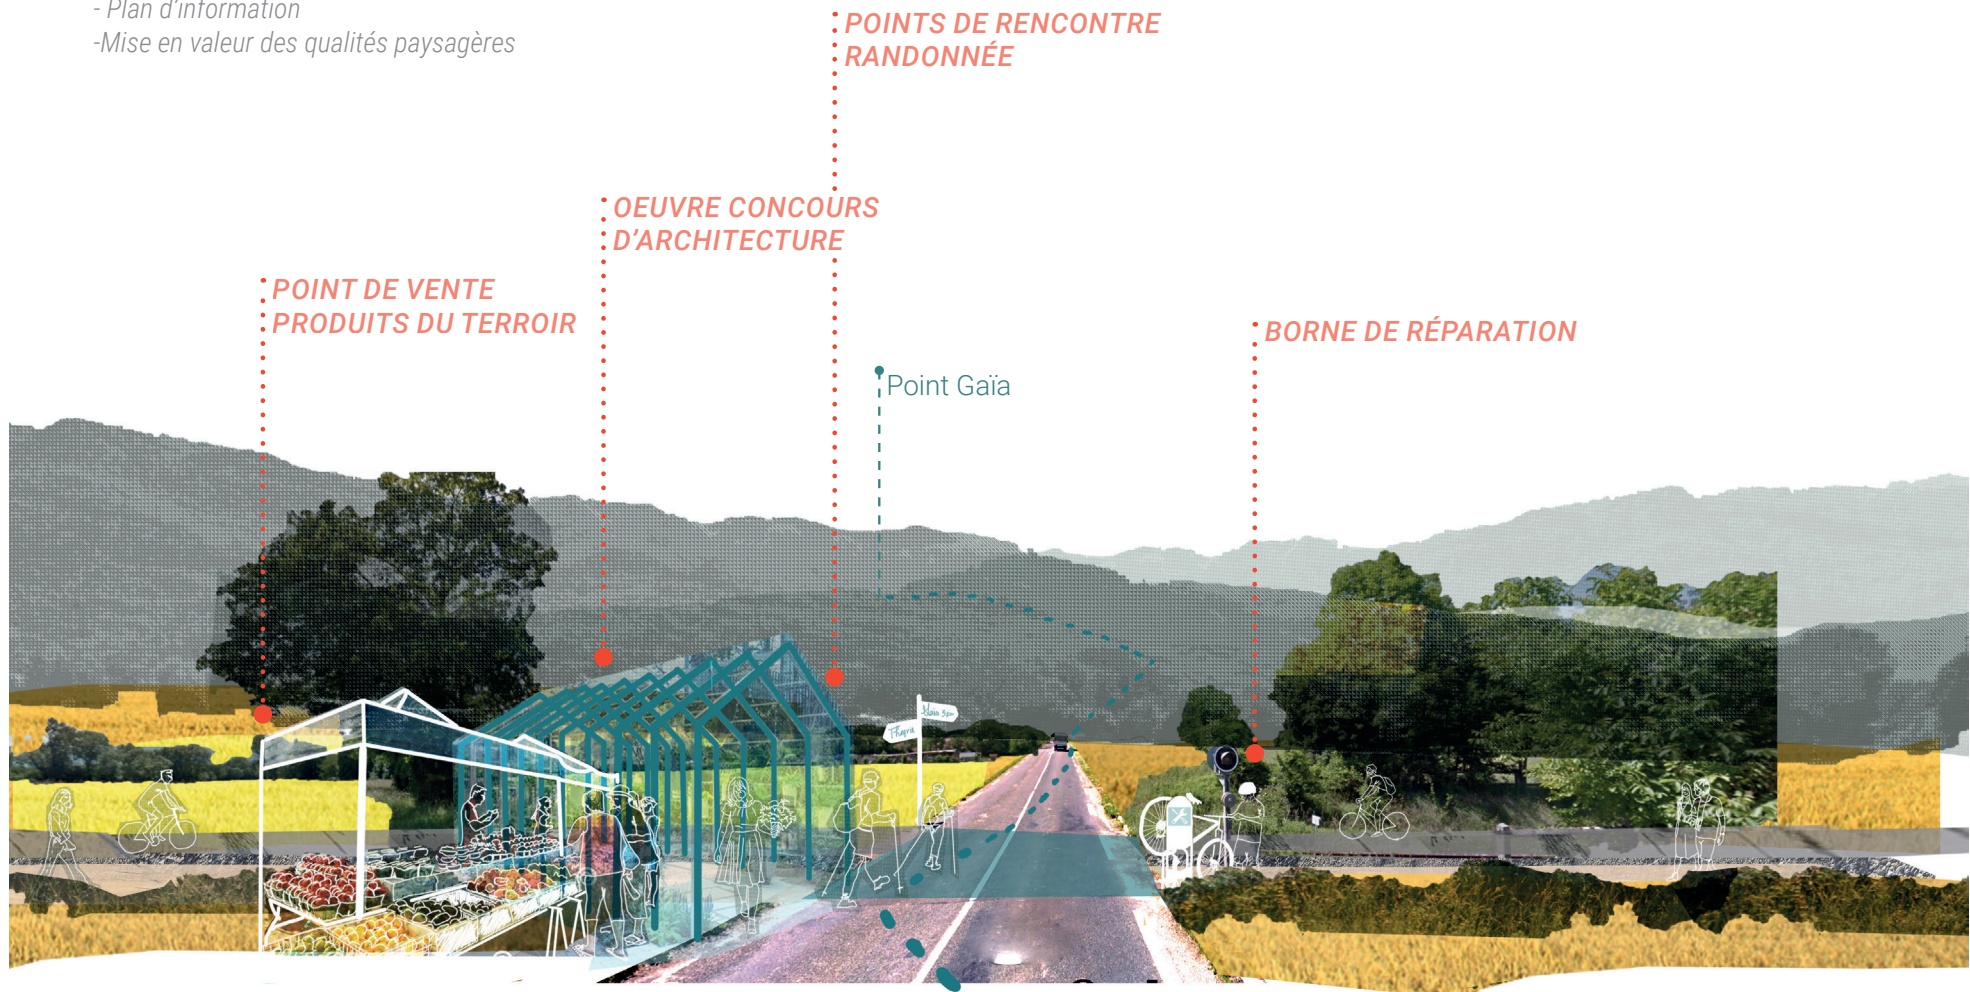 - Plan d'information
-Mise en valeur des qualités paysagères
POINTS DE RENCONTRE
RANDONNÉE
OEUVRE CONCOURS
D'ARCHITECTURE
POINT DE VENTE
PRODUITS DU TERROIR
BORNE DE RÉPARATION
Point Gaïa